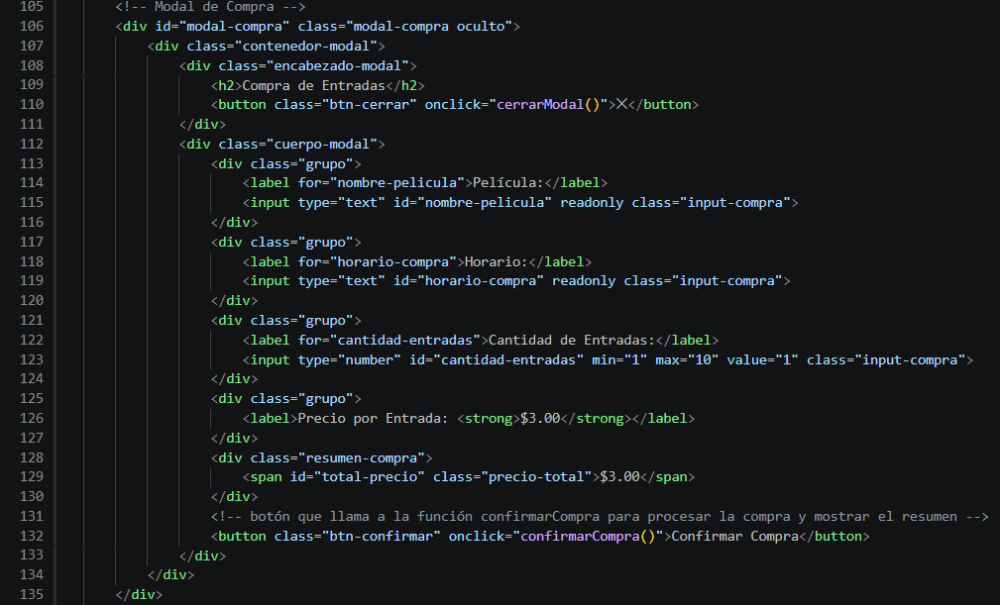 105 <!-- Modal de Compra -->
106 <div id="modal-compra" class="modal-compra oculto">
107 <div class="contenedor-modal">
108 <div class="encabezado-modal">
109 <h2>Compra de Entradas</h2>
110 <button class="btn-cerrar" onclick="cerrarModal()">✕</button>
111 </div>
112 <div class="cuerpo-modal">
113 <div class="grupo">
114 <label for="nombre-pelicula">Película:</label>
115 <input type="text" id="nombre-pelicula" readonly class="input-compra">
116 </div>
117 <div class="grupo">
118 <label for="horario-compra">Horario:</label>
119 <input type="text" id="horario-compra" readonly class="input-compra">
120 </div>
121 <div class="grupo">
122 <label for="cantidad-entradas">Cantidad de Entradas:</label>
123 <input type="number" id="cantidad-entradas" min="1" max="10" value="1" class="input-compra">
124 </div>
125 <div class="grupo">
126 <label>Precio por Entrada: <strong>$3.00</strong></label>
127 </div>
128 <div class="resumen-compra">
129 <span id="total-precio" class="precio-total">$3.00</span>
130 </div>
131 <!-- botón que llama a la función confirmarCompra para procesar la compra y mostrar el resumen -->
132 <button class="btn-confirmar" onclick="confirmarCompra()">Confirmar Compra</button>
133 </div>
134 </div>
135 </div>